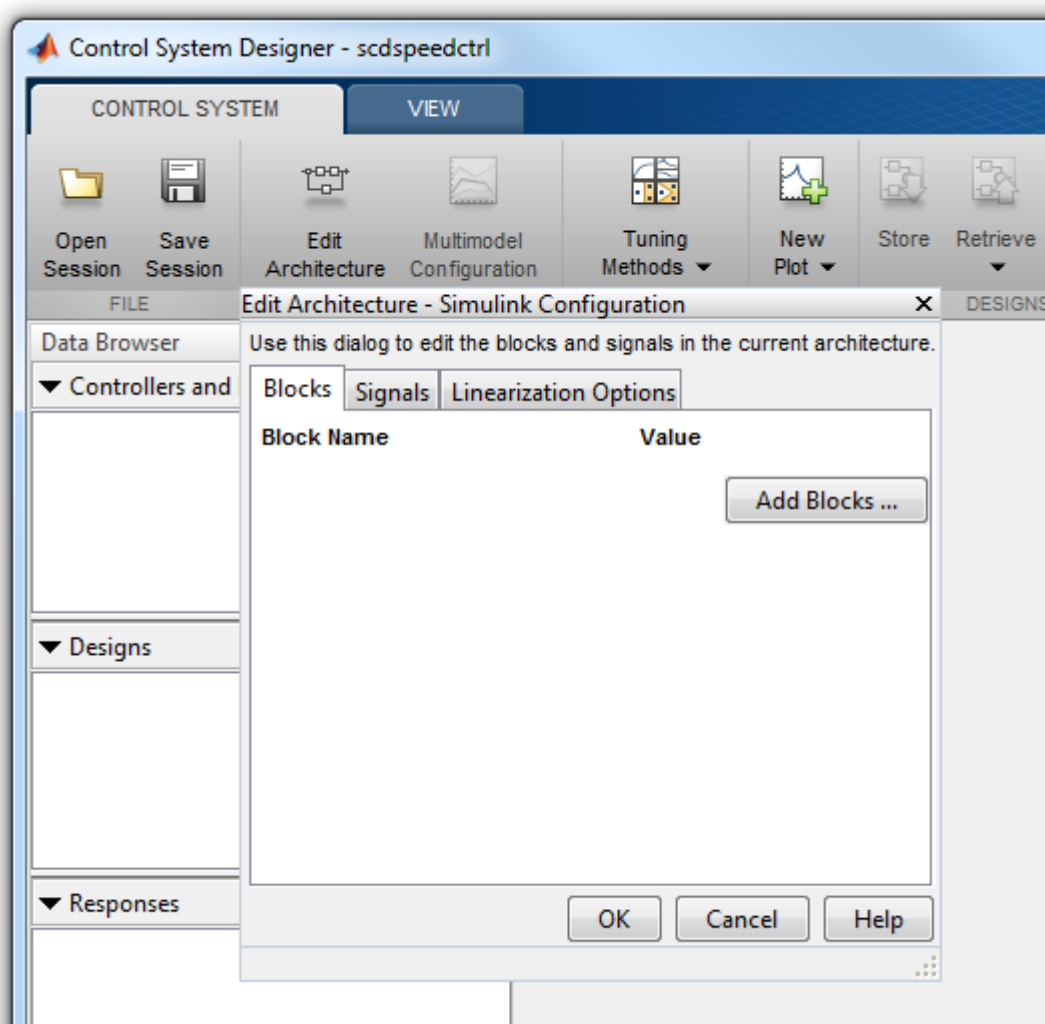 Control System Designer - scdspeedctrl
CONTROL SYSTEM
VIEW
Open
Session
Save
Session
Edit
Architecture
Multimodel
Configuration
Tuning
Methods
New
Plot
Store
Retrieve
FILE
DESIGNS
Edit Architecture - Simulink Configuration
Data Browser
Use this dialog to edit the blocks and signals in the current architecture.
Controllers and
Blocks
Signals
Linearization Options
Block Name
Value
Add Blocks ...
Designs
Responses
OK
Cancel
Help